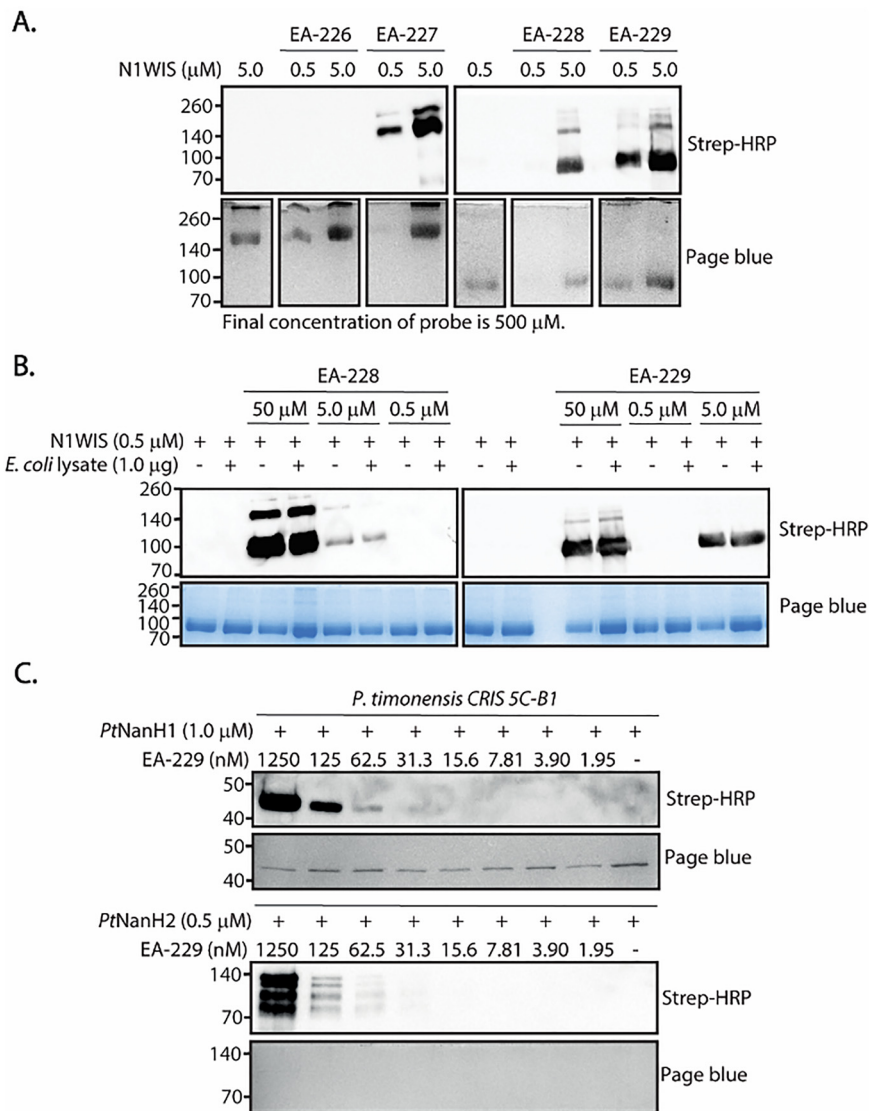 A.
EA-226 EA-227 EA-228 EA-229
N1WIS (μM) 5.0 0.5 5.0 0.5 5.0 0.5 0.5 5.0 0.5 5.0
260
140
100
70
Strep-HRP
260
140
100
70
Page blue
Final concentration of probe is 500 μM.
B.
EA-228 EA-229
50 μM 5.0 μM 0.5 μM 50 μM 0.5 μM 5.0 μM
N1WIS (0.5 μM) + + + + + + + + + + + + + + + +
E. coli lysate (1.0 μg) - + - + - + - + - + - + - + - +
260
140
100
70
Strep-HRP
260
140
100
70
Page blue
C.
P. timonensis CRIS 5C-B1
PtNanH1 (1.0 μM) + + + + + + + + +
EA-229 (nM) 1250 125 62.5 31.3 15.6 7.81 3.90 1.95 -
50
40
Strep-HRP
50
40
Page blue
PtNanH2 (0.5 μM) + + + + + + + + +
EA-229 (nM) 1250 125 62.5 31.3 15.6 7.81 3.90 1.95 -
140
70
Strep-HRP
140
70
Page blue